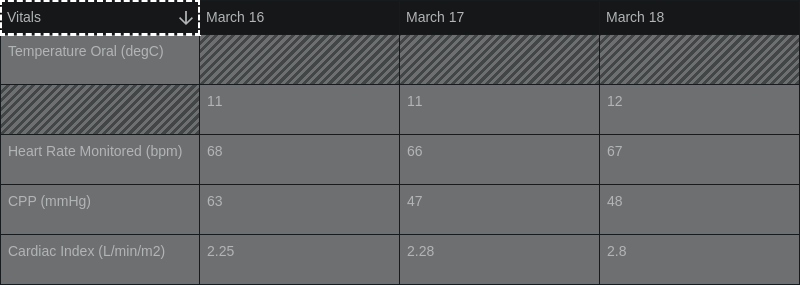 Vitals March 16 March 17 March 18
Temperature Oral (degC)
11 11 12
Heart Rate Monitored (bpm) 68 66 67
CPP (mmHg) 63 47 48
Cardiac Index (L/min/m2) 2.25 2.28 2.8